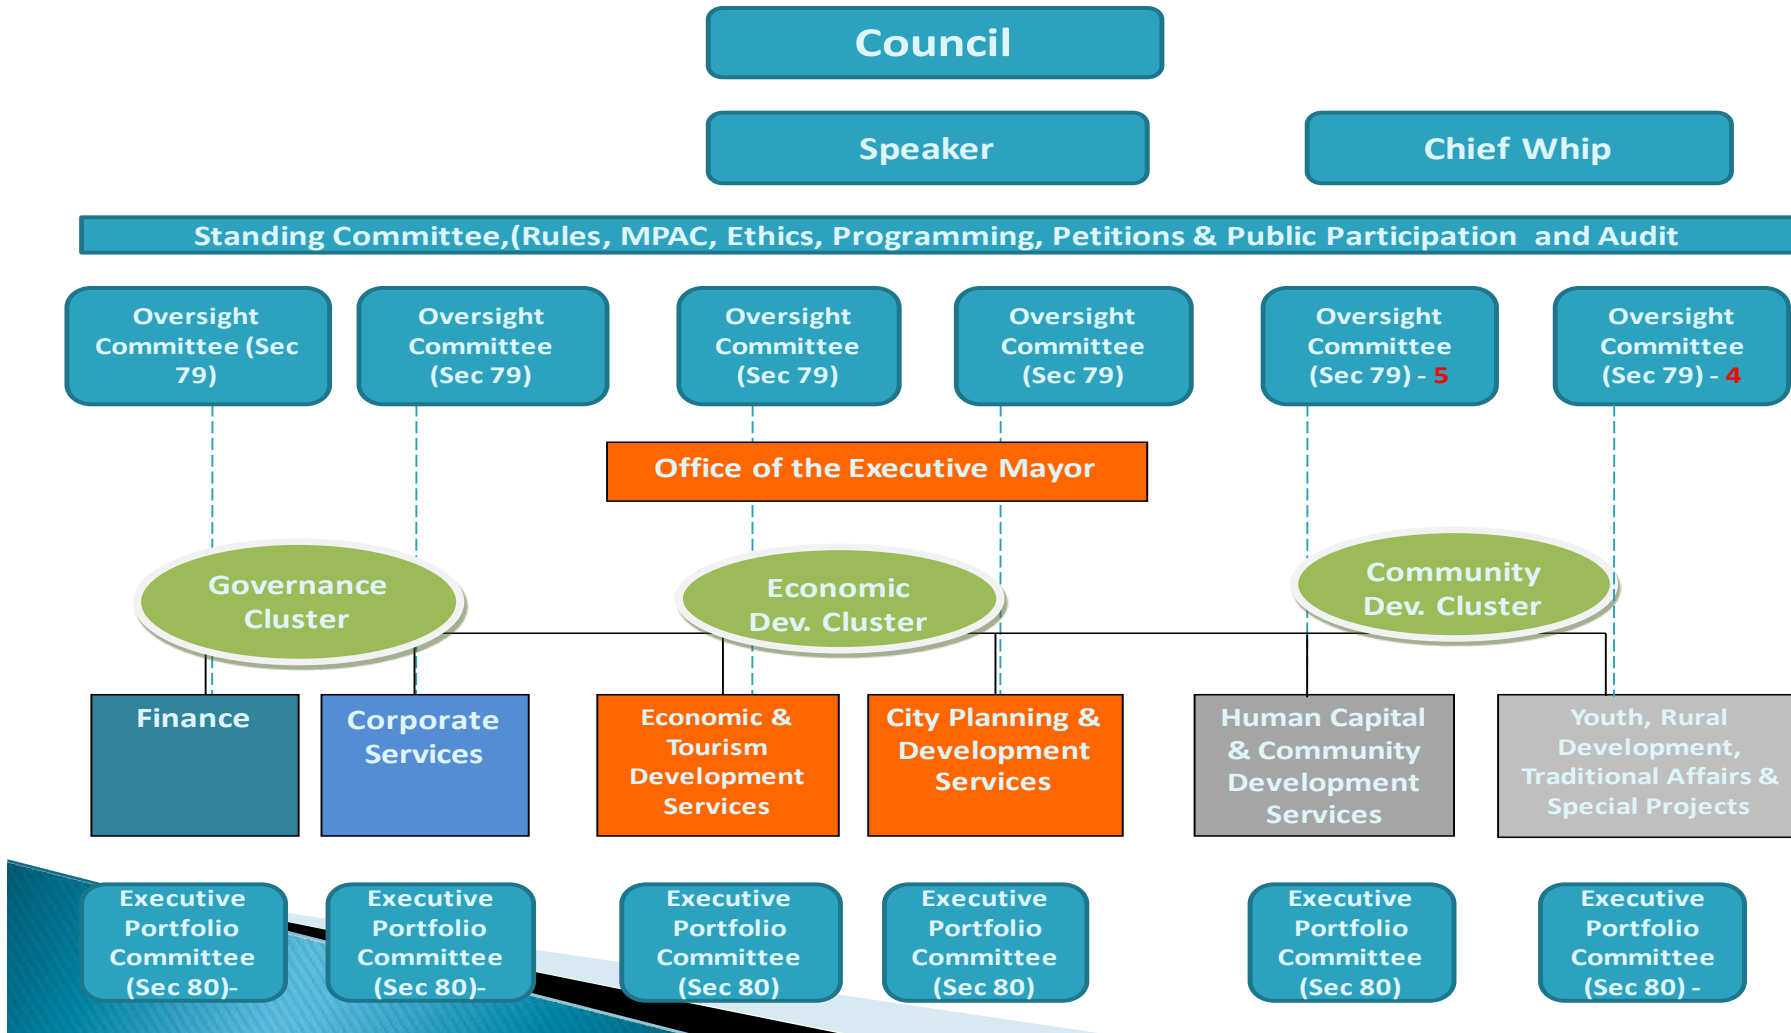 Council
Speaker
Chief Whip
Standing Committee,(Rules, MPAC, Ethics, Programming, Petitions & Public Participation  and Audit
Oversight
Committee (Sec
79)
Oversight
Committee
(Sec 79)
Oversight
Committee
(Sec 79)
Oversight
Committee
(Sec 79)
Oversight
Committee
(Sec 79) - 5
Oversight
Committee
(Sec 79) - 4
Office of the Executive Mayor
Governance
Cluster
Economic
Dev. Cluster
Community
Dev. Cluster
Finance
Corporate
Services
Economic &
Tourism
Development
Services
City Planning &
Development
Services
Human Capital
& Community
Development
Services
Youth, Rural
Development,
Traditional Affairs &
Special Projects
Executive
Portfolio
Committee
(Sec 80)-
Executive
Portfolio
Committee
(Sec 80)-
Executive
Portfolio
Committee
(Sec 80)
Executive
Portfolio
Committee
(Sec 80)
Executive
Portfolio
Committee
(Sec 80)
Executive
Portfolio
Committee
(Sec 80) -